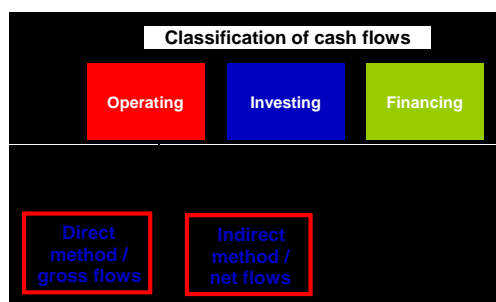 Classification of cash flows
Operating
Investing
Financing
Direct
method /
gross flows
Indirect
method /
net flows